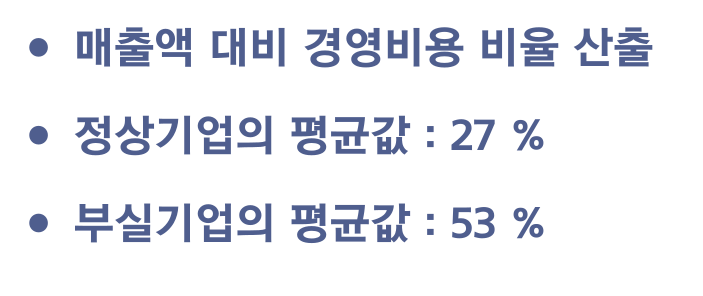 • 매출액 대비 경영비용 비율 산출
• 정상기업의 평균값 : 27 %
• 부실기업의 평균값 : 53 %